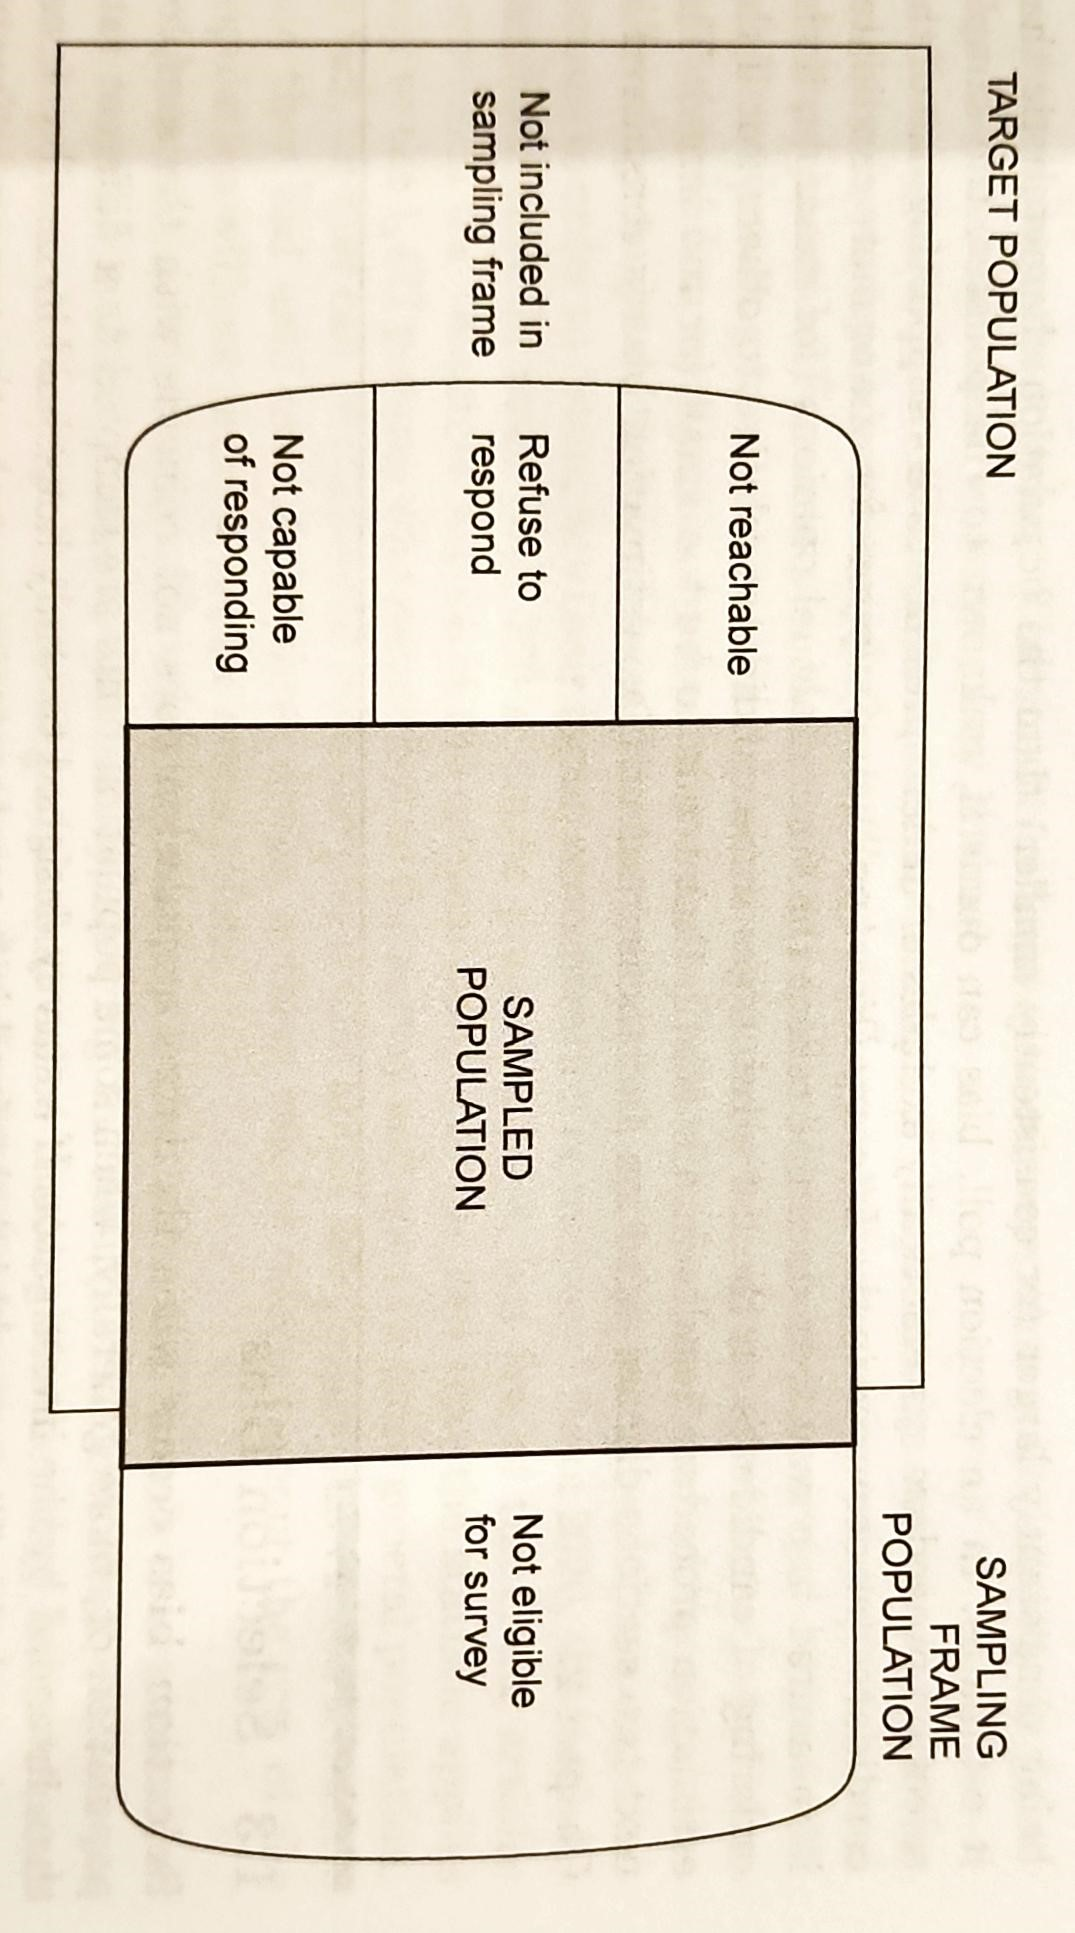 TARGET POPULATION
SAMPLING
FRAME
POPULATION
Not included in
sampling frame
Not reachable
Refuse to
respond
Not capable
of responding
SAMPLED
POPULATION
Not eligible
for survey